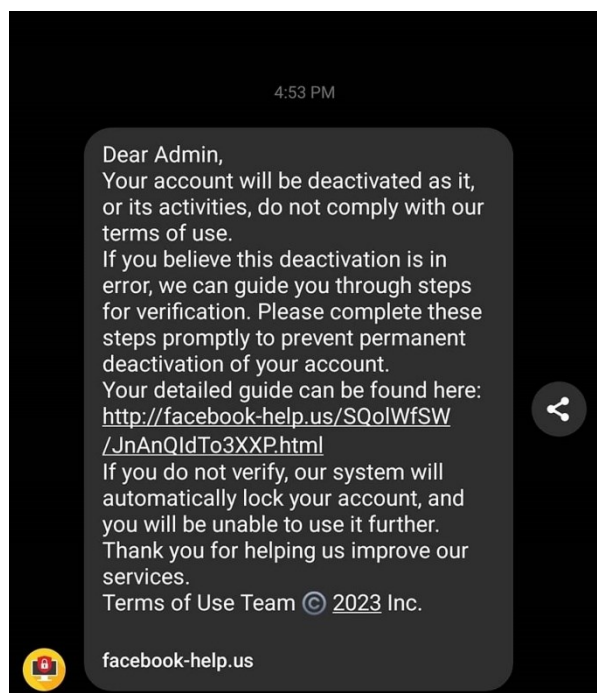 4:53 PM
Dear Admin,
Your account will be deactivated as it,
or its activities, do not comply with our
terms of use.
If you believe this deactivation is in
error, we can guide you through steps
for verification. Please complete these
steps promptly to prevent permanent
deactivation of your account.
Your detailed guide can be found here:
http://facebook-help.us/SQolWfSW
/JnAnQIdTo3XXP.html
If you do not verify, our system will
automatically lock your account, and
you will be unable to use it further.
Thank you for helping us improve our
services.
Terms of Use Team © 2023 Inc.
facebook-help.us